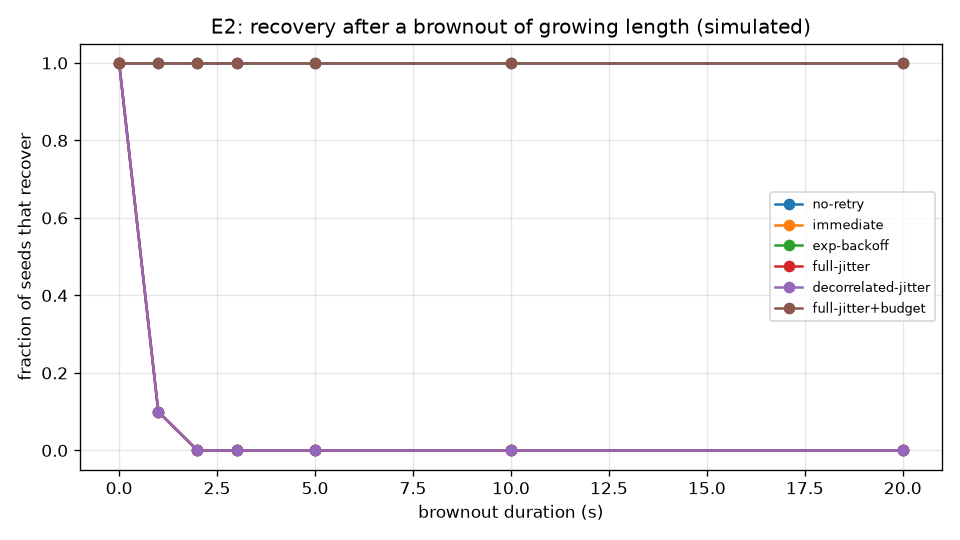 E2: recovery after a brownout of growing length (simulated)
fraction of seeds that recover
1.0
0.8
0.6
0.4
0.2
0.0
no-retry
immediate
exp-backoff
full-jitter
decorrelated-jitter
full-jitter+budget
0.0 2.5 5.0 7.5 10.0 12.5 15.0 17.5 20.0
brownout duration (s)